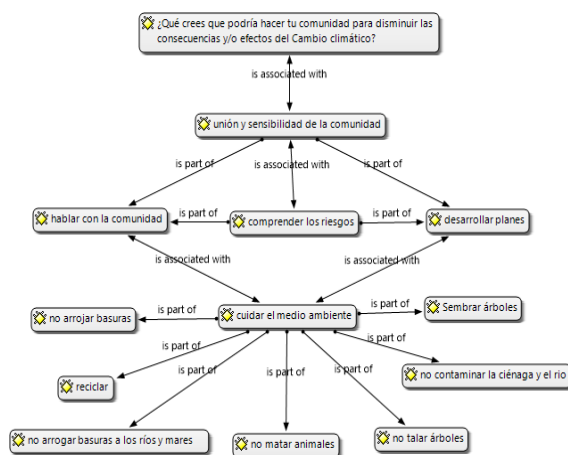 ¿Qué crees que podría hacer tu comunidad para disminuir las
consecuencias y/o efectos del Cambio climático?
is associated with
unión y sensibilidad de la comunidad
is part of
is associated with
is part of
hablar con la comunidad
is part of
comprender los riesgos
is part of
desarrollar planes
is associated with
is associated with
no arrojar basuras
is part of
cuidar el medio ambiente
is part of
Sembrar árboles
is part of
is part of
is part of
is part of
is part of
reciclar
no contaminar la ciénaga y el rio
no arrogar basuras a los ríos y mares
no matar animales
no talar árboles